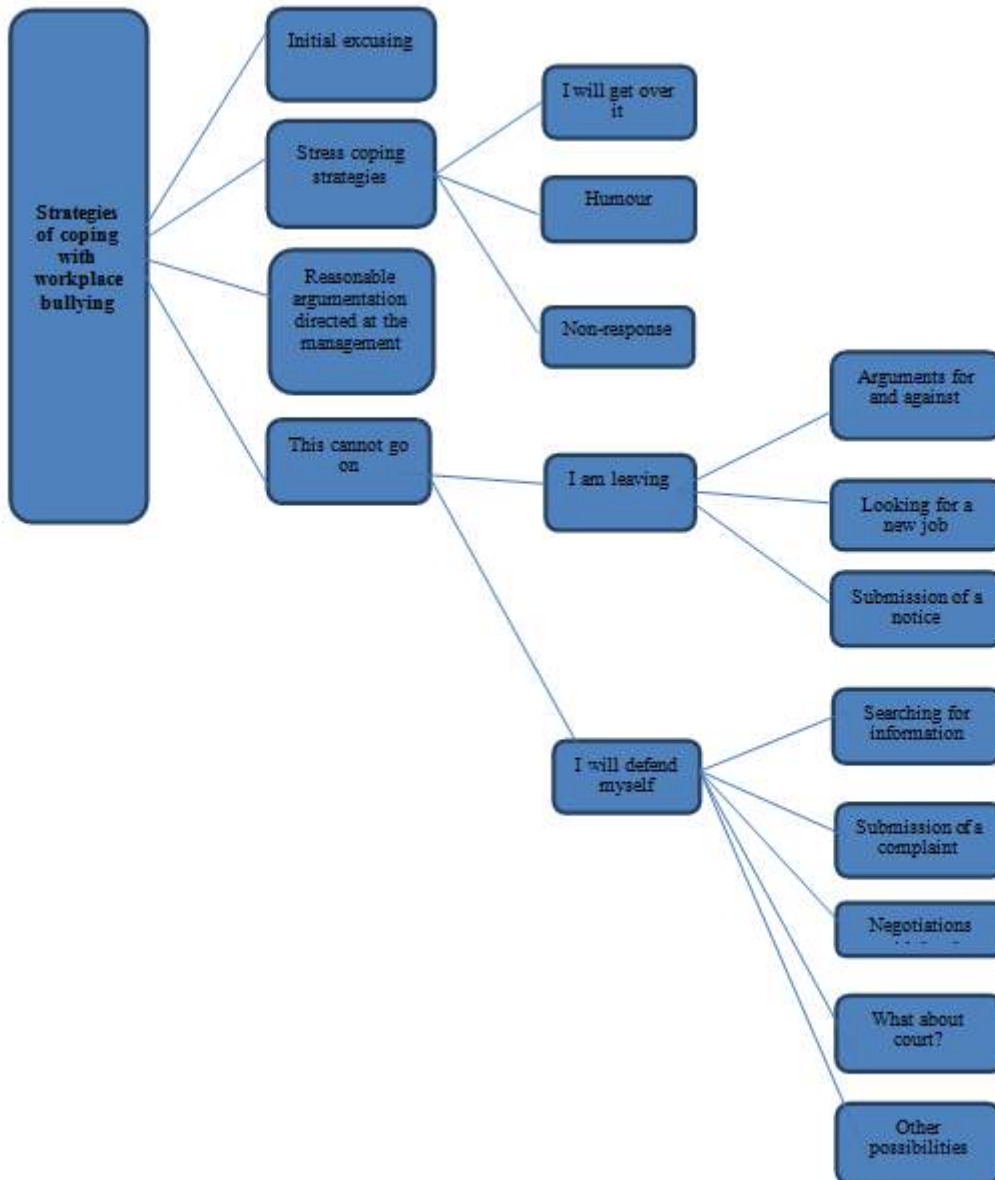 Strategies
of coping
with
workplace
bullying
Initial excusing
Stress coping
strategies
Reasonable
argumentation
directed at the
management
This cannot go
on
I will get over
it
Humour
Non-response
I am leaving
I will defend
myself
Arguments for
and against
Looking for a
new job
Submission of a
notice
Searching for
information
Submission of a
complaint
Negotiations
What about
court?
Other
possibilities